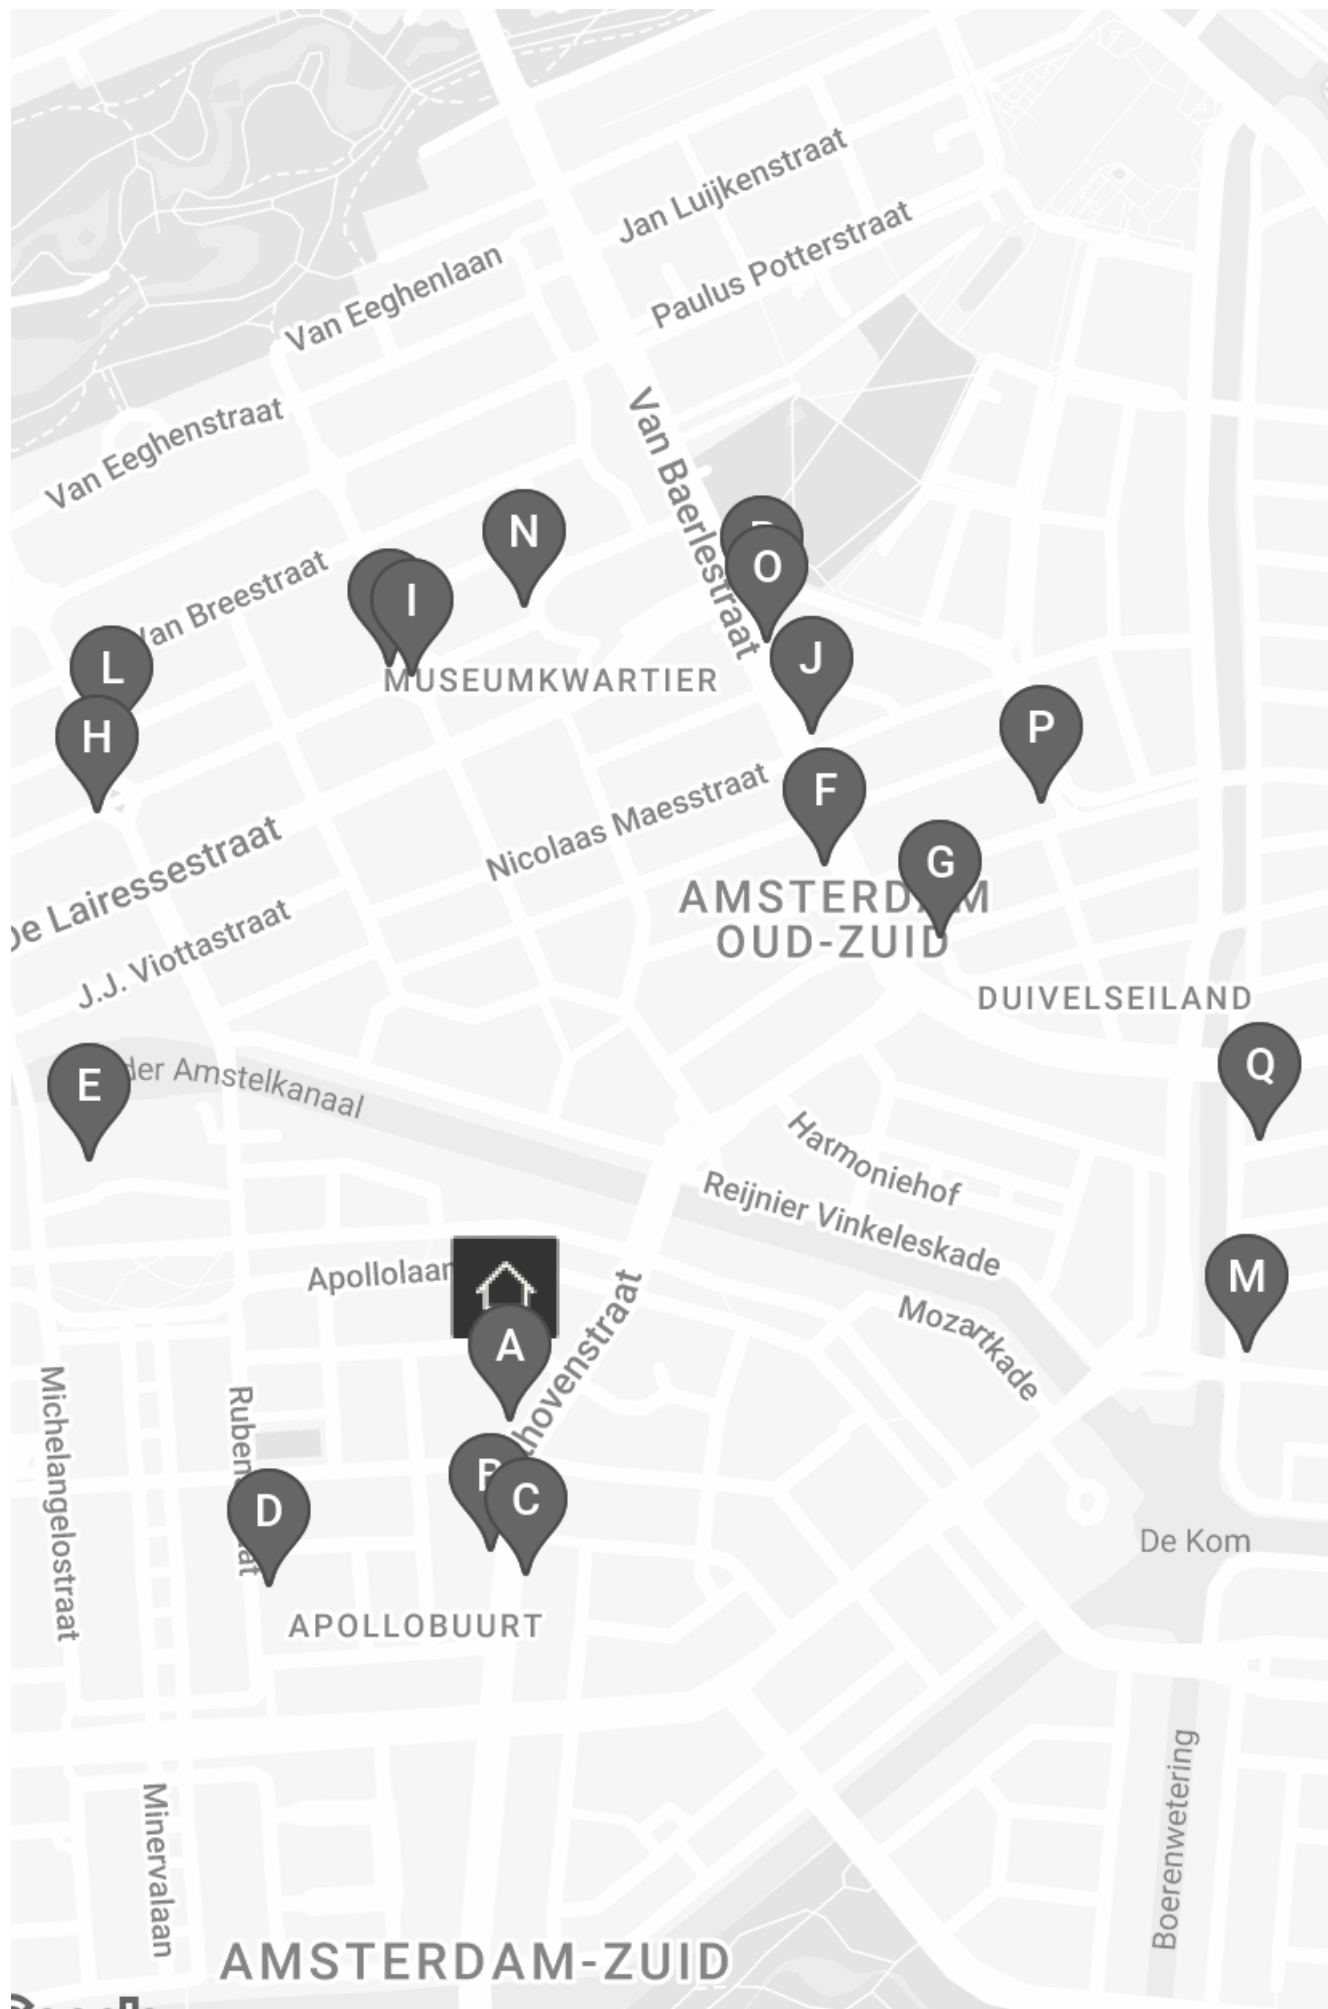 Jan Luijkenstraat
Paulus Potterstraat
Van Eeghenlaan
Van Eeghenstraat
Van Baerlestraat
N
O
I
Van Breestraat
L
J
MUSEUMKWARTIER
H
P
F
Nicolaas Maesstraat
G
De Lairessestraat
AMSTERDAM
OUD-ZUID
J.J. Viottastraat
DUIVELSEILAND
E
der Amstelkanaal
Q
Harmoniehof
Reijnier Vinkeleskade
Apollolaan
M
Mozartkade
A
hovenstraat
Michelangelostraat
B
C
D
De Kom
APOLLOBUURT
Boerenwetering
Minervalaan
AMSTERDAM-ZUID